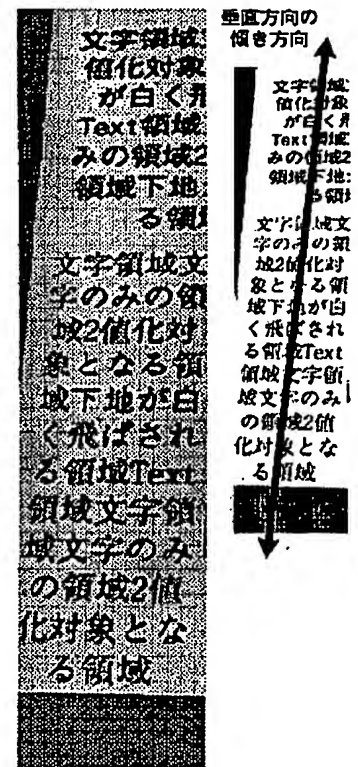 垂直方向の
傾き方向
文字領域
値化対象
が白く飛
Text領域
みの領域2
領域下地
る領域
文字領域文
字のみの領
域2値化対
象となる領
域下地が白
く飛ばされ
る領域Text
領域文字領
域文字のみ
の領域2値
化対象とな
る領域
文字領域
値化対象
が白く飛
Text領域
みの領域2
領域下地
る領域
文字領域文
字のみの領
域2値化対
象となる領
域下地が白
く飛ばされ
る領域Text
領域文字領
域文字のみ
の領域2値
化対象とな
る領域